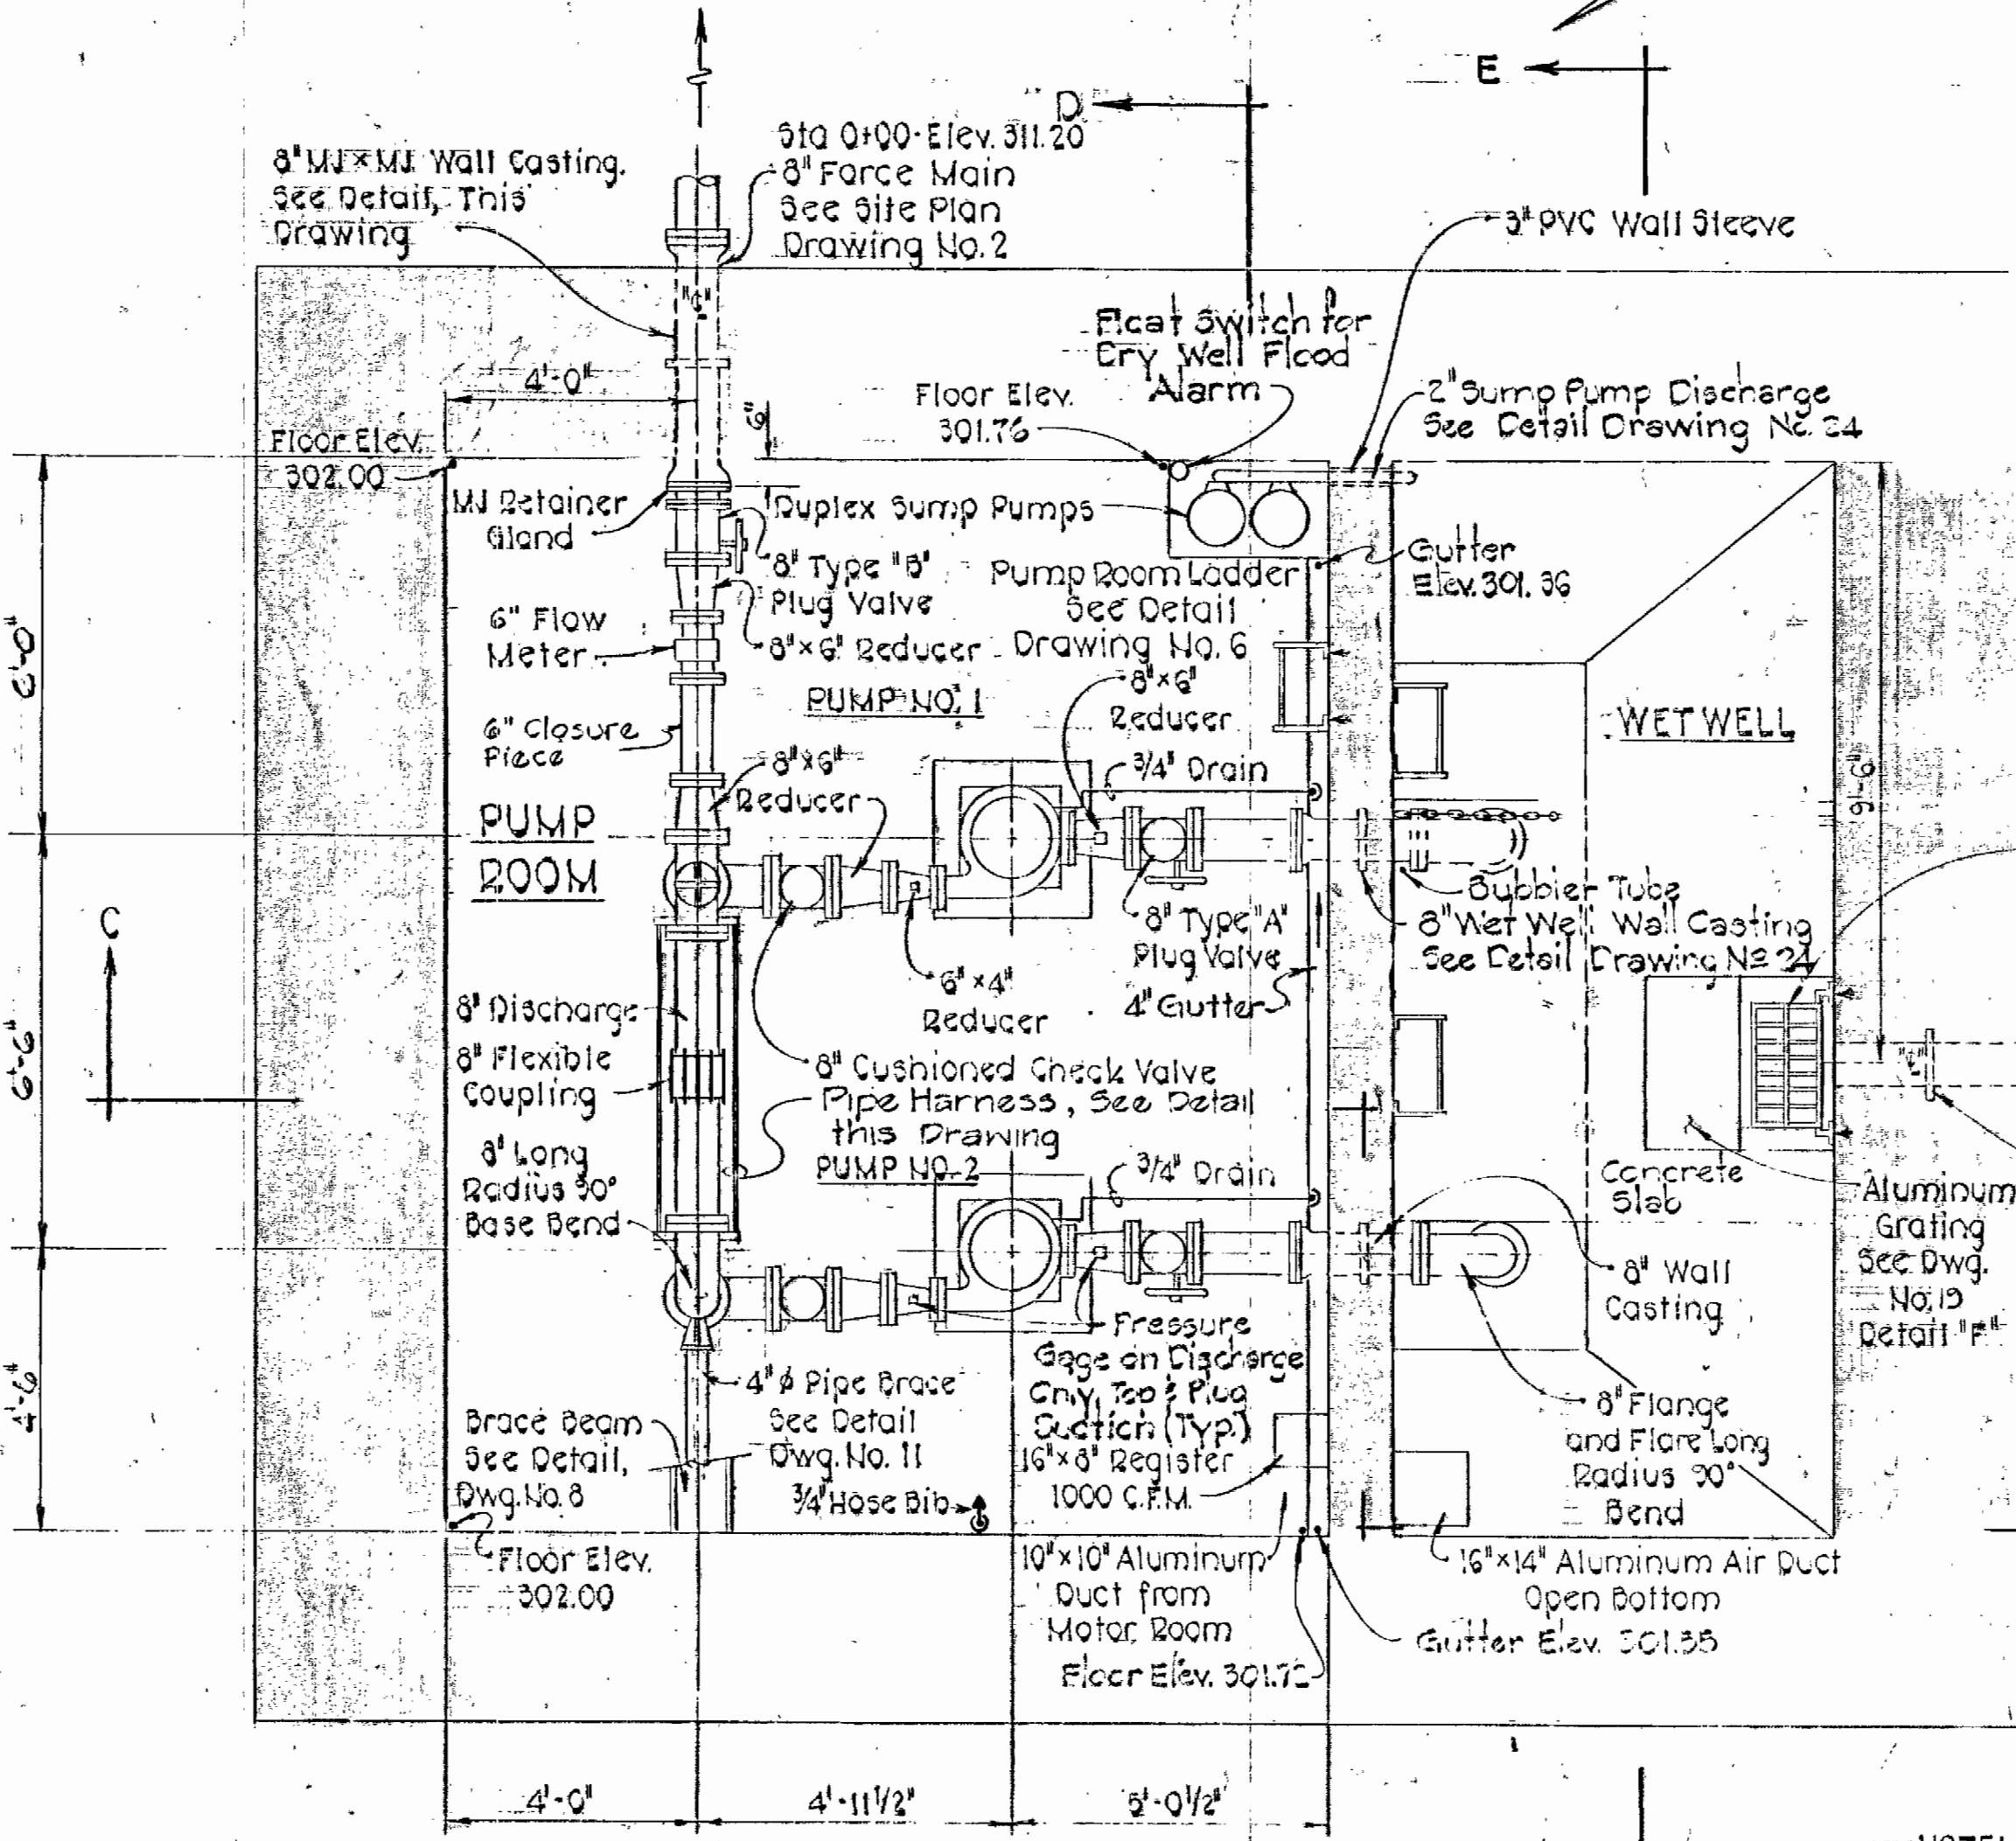 E
D
Sta 0+00-Elev. 311.20
8" Force Main
See Site Plan
Drawing No. 2
8" MJ×MJ Wall Casting.
See Detail, This
Drawing
3" PVC Wall Sleeve
"℄"
Float Switch for
Dry Well Flood
Alarm
4'-0"
6"
Floor Elev.
301.76
2" Sump Pump Discharge
See Detail Drawing No. 24
Floor Elev.
302.00
MJ Retainer
Gland
Duplex Sump Pumps
8" Type "B"
Plug Valve
Pump Room Ladder
See Detail
Drawing No. 6
Gutter
Elev. 301.36
6" Flow
Meter
8"×6" Reducer
6'-0"
PUMP NO. 1
8"×6"
Reducer
WET WELL
6" Closure
Piece
8"×6"
Reducer
3/4" Drain
9'-6"
PUMP
ROOM
Bubbler Tube
8" Wet Well Wall Casting
See Detail Drawing No 24
8" Type "A"
Plug Valve
4" Gutter
C
6"×4"
Reducer
8" Discharge
8" Flexible
Coupling
6'-6"
8" Cushioned Check Valve
Pipe Harness, See Detail
this Drawing
PUMP NO. 2
"℄"
8" Long
Radius 90°
Base Bend
3/4" Drain
Concrete
Slab
Aluminum
Grating
See Dwg.
No. 19
Detail "F"
8" Wall
Casting
Pressure
Gage on Discharge
Only, Tap & Plug
Suction (Typ.)
4" ø Pipe Brace
See Detail
Dwg. No. 11
4'-6"
Brace Beam
See Detail,
Dwg. No. 8
16"×8" Register
1000 C.F.M.
3/4" Hose Bib
8" Flange
and Flare Long
Radius 90°
Bend
Floor Elev.
302.00
10"×10" Aluminum
Duct from
Motor Room
16"×14" Aluminum Air Duct
Open Bottom
Gutter Elev. 301.35
Floor Elev.
4'-0"
4'-11 1/2"
5'-0 1/2"